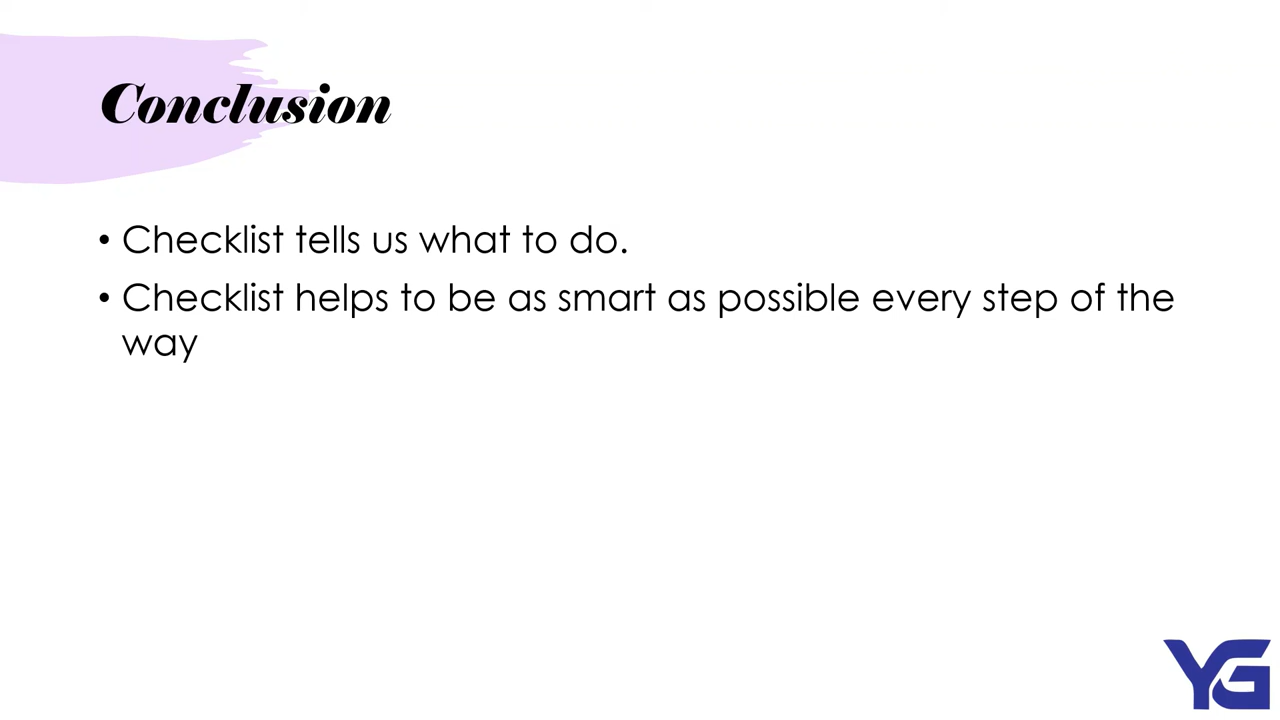 Conclusion
• Checklist tells us what to do.
• Checklist helps to be as smart as possible every step of the
way
YG